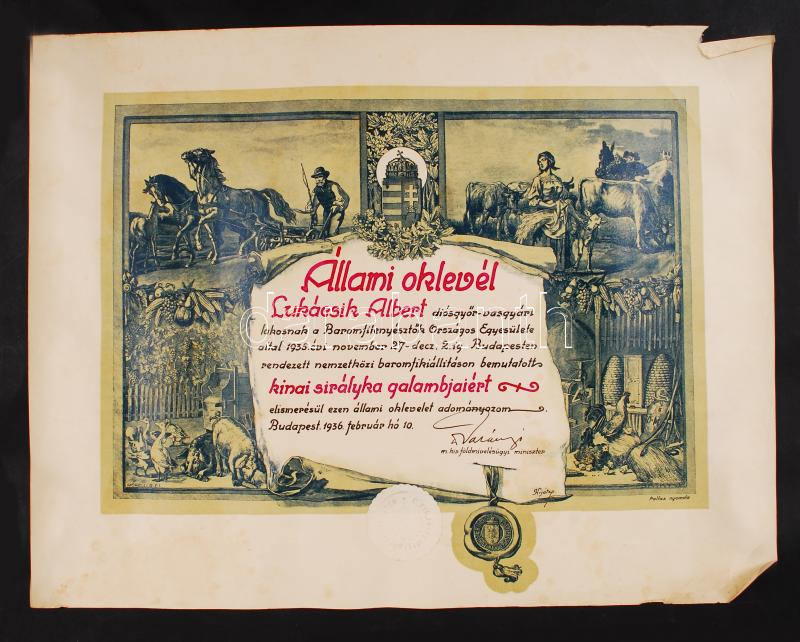 Állami oklevél
Lukácsik Albert diósgyőr-vasgyári
lakosnak a Baromfitenyésztők Országos Egyesülete
által 1935.évi november 27-decz. 2.ig Budapesten
rendezett nemzetközi baromfikiállításon bemutatott
kinai sirályka galambjaiért
elismerésül ezen állami oklevelet adományozom.
Budapest, 1936. február hó 10.
m. kir. földmivelésügyi miniszter
Pallas nyomda